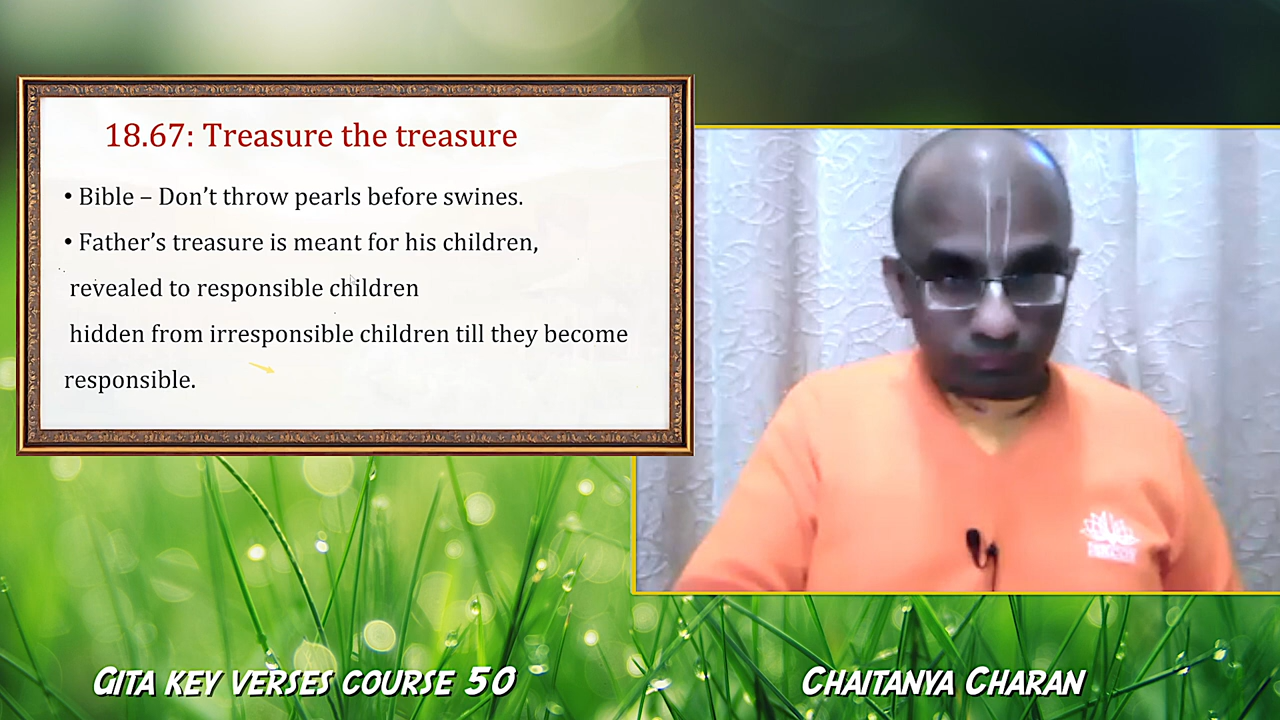 18.67: Treasure the treasure
• Bible – Don’t throw pearls before swines.
• Father’s treasure is meant for his children,
revealed to responsible children
hidden from irresponsible children till they become
responsible.
Gita key verses course 50
Chaitanya Charan